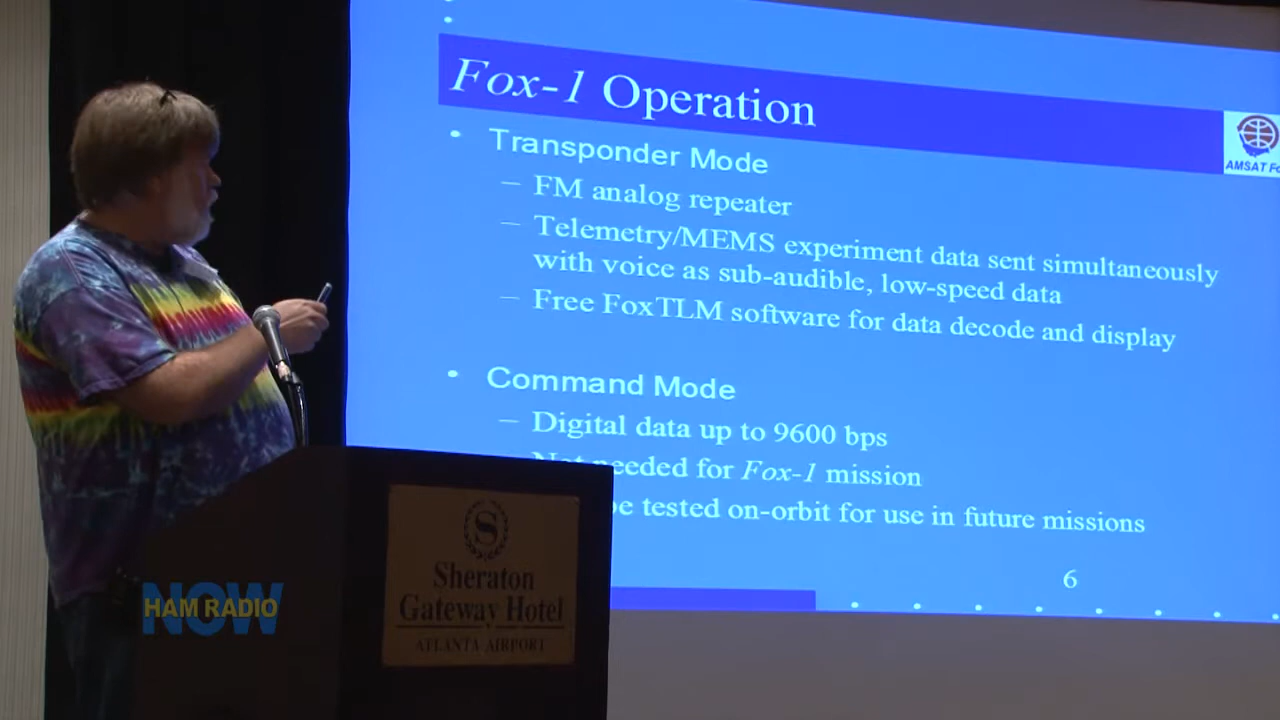 Fox-1 Operation
AMSAT
• Transponder Mode
– FM analog repeater
– Telemetry/MEMS experiment data sent simultaneously
with voice as sub-audible, low-speed data
– Free FoxTLM software for data decode and display
• Command Mode
– Digital data up to 9600 bps
– Not needed for Fox-1 mission
be tested on-orbit for use in future missions
6
S
Sheraton
Gateway Hotel
ATLANTA AIRPORT
NOW
HAM RADIO